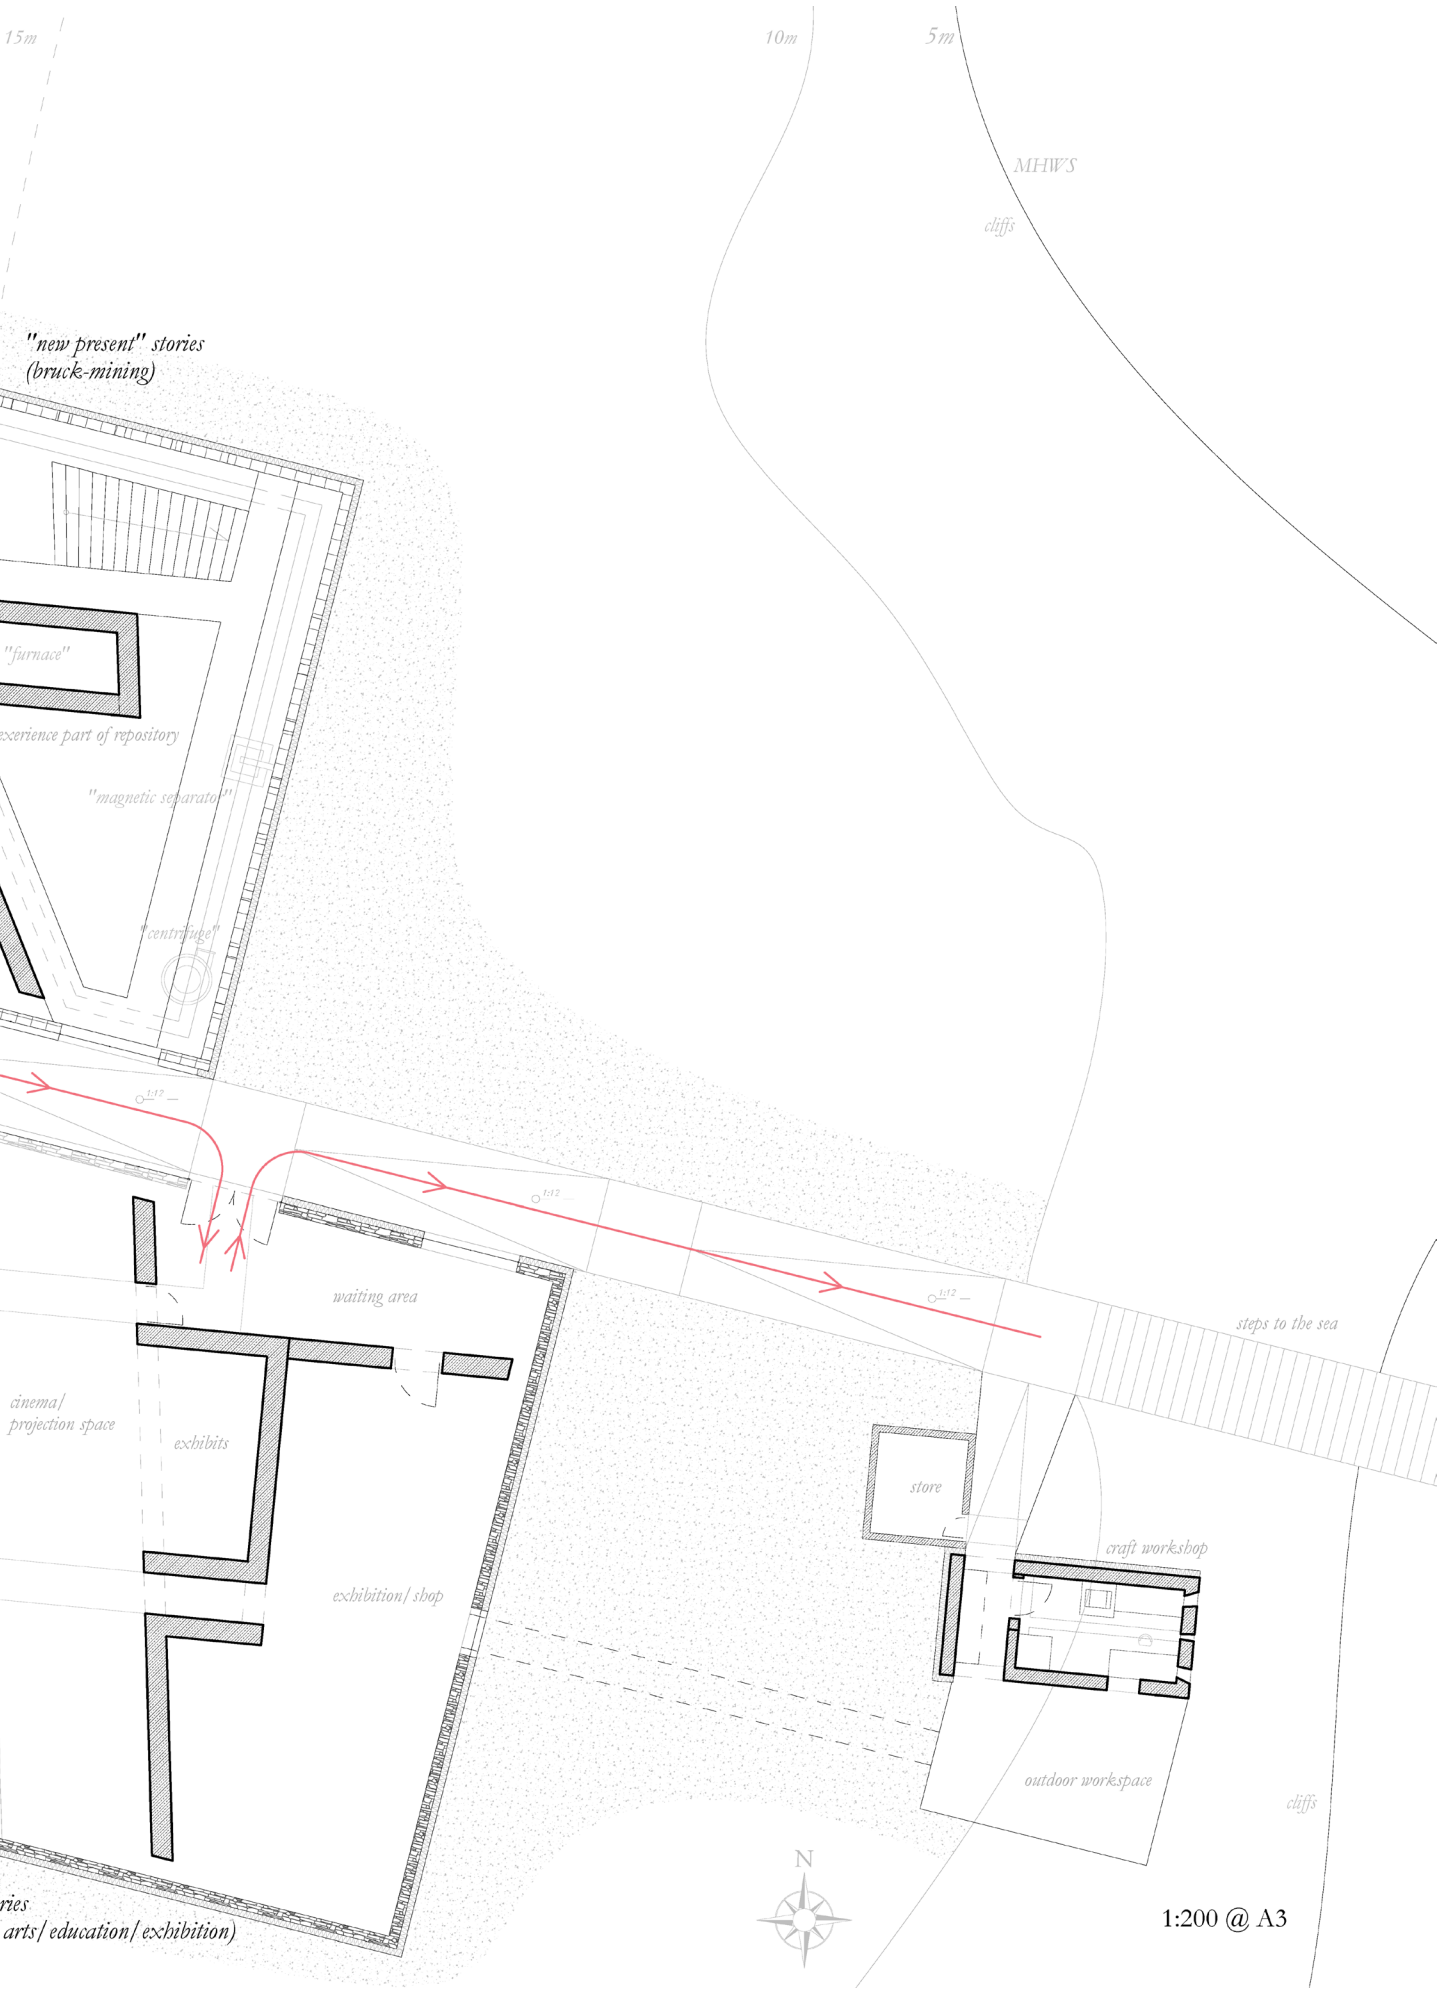 15m
10m
5m
MHWS
cliffs
"new present" stories
(bruck-mining)
"furnace"
exerience part of repository
"magnetic separator"
"centrifuge"
1:12
1:12
1:12
waiting area
steps to the sea
cinema/
projection space
exhibits
store
craft workshop
exhibition/ shop
outdoor workspace
cliffs
N
ries
arts/ education/ exhibition)
1:200 @ A3